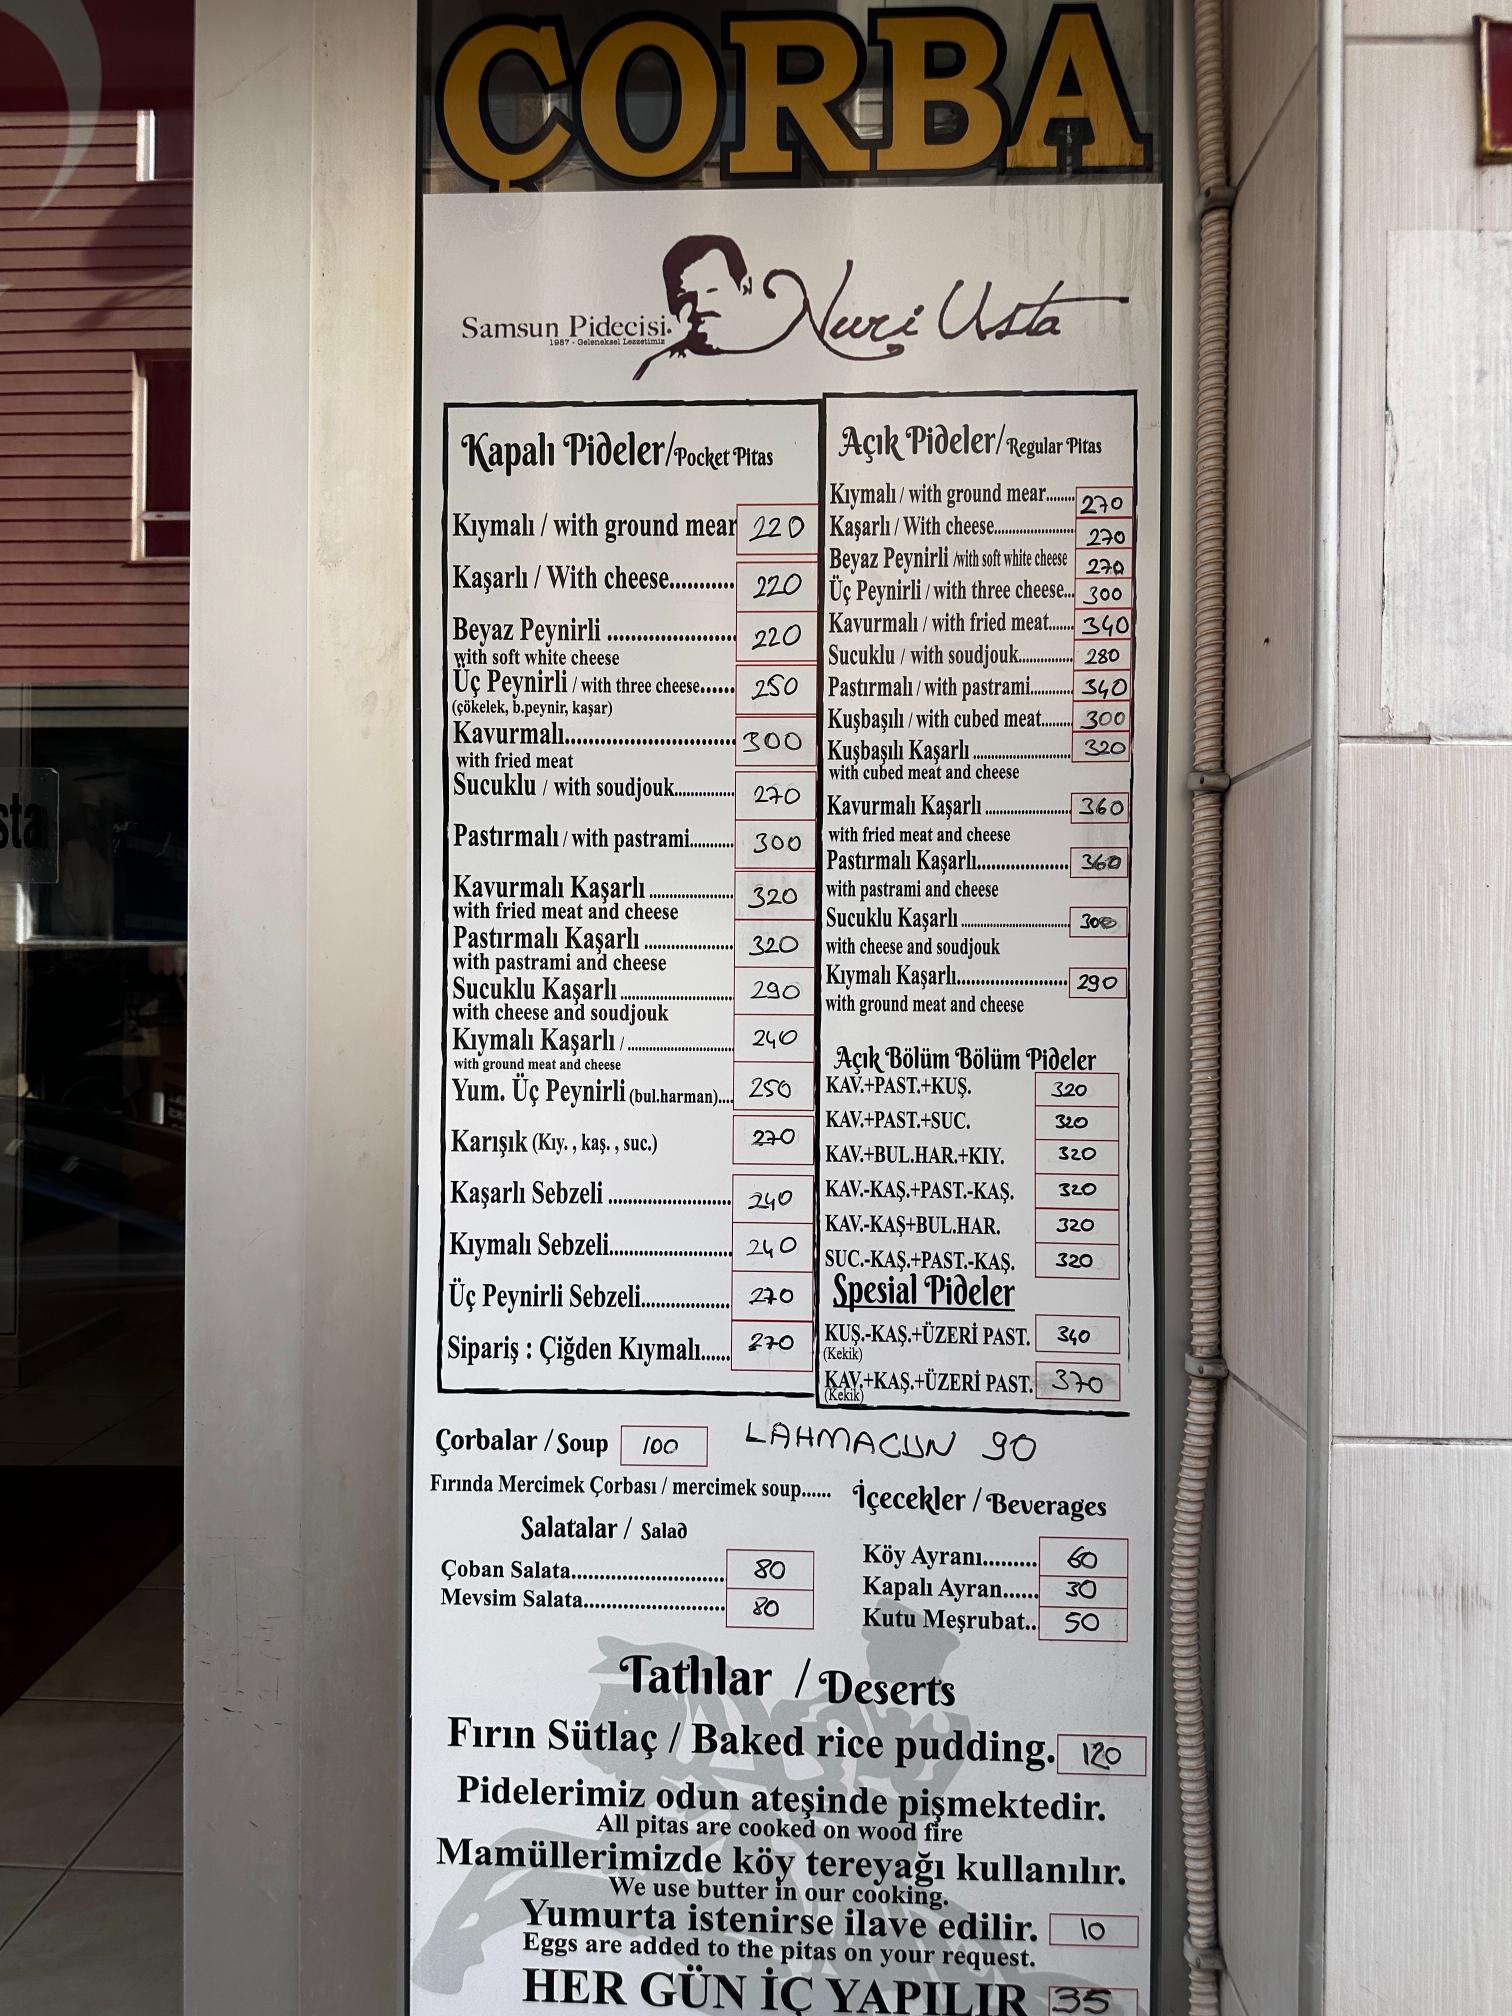 ÇORBA
Samsun Pidecisi
1987 - Geleneksel Lezzetimiz
Nuri Usta
sta
Kapalı Pideler/Pocket Pitas
Kıymalı / with ground mear 220
Kaşarlı / With cheese........... 220
Beyaz Peynirli ...................... 220
with soft white cheese
Üç Peynirli / with three cheese...... 250
(çökelek, b.peynir, kaşar)
Kavurmalı............................. 300
with fried meat
Sucuklu / with soudjouk.............. 270
Pastırmalı / with pastrami........... 300
Kavurmalı Kaşarlı .................. 320
with fried meat and cheese
Pastırmalı Kaşarlı ................... 320
with pastrami and cheese
Sucuklu Kaşarlı ........................ 290
with cheese and soudjouk
Kıymalı Kaşarlı / ...................... 240
with ground meat and cheese
Yum. Üç Peynirli (bul.harman).... 250
Karışık (Kıy. , kaş. , suc.) 270
Kaşarlı Sebzeli ..................... 240
Kıymalı Sebzeli..................... 240
Üç Peynirli Sebzeli............... 270
Sipariş : Çiğden Kıymalı...... 270
Açık Pideler/Regular Pitas
Kıymalı / with ground mear....... 270
Kaşarlı / With cheese.................. 270
Beyaz Peynirli /with soft white cheese 270
Üç Peynirli / with three cheese... 300
Kavurmalı / with fried meat...... 340
Sucuklu / with soudjouk............. 280
Pastırmalı / with pastrami.......... 340
Kuşbaşılı / with cubed meat....... 300
Kuşbaşılı Kaşarlı ...................... 320
with cubed meat and cheese
Kavurmalı Kaşarlı ..................... 360
with fried meat and cheese
Pastırmalı Kaşarlı.................... 360
with pastrami and cheese
Sucuklu Kaşarlı ............................ 300
with cheese and soudjouk
Kıymalı Kaşarlı........................ 290
with ground meat and cheese
Açık Bölüm Bölüm Pideler
KAV.+PAST.+KUŞ. 320
KAV.+PAST.+SUC. 320
KAV.+BUL.HAR.+KIY. 320
KAV.-KAŞ.+PAST.-KAŞ. 320
KAV.-KAŞ+BUL.HAR. 320
SUC.-KAŞ.+PAST.-KAŞ. 320
Spesial Pideler
KUŞ.-KAŞ.+ÜZERİ PAST. 340
(Kekik)
KAV.+KAŞ.+ÜZERİ PAST. 370
(Kekik)
Çorbalar / Soup 100
LAHMACUN 90
Fırında Mercimek Çorbası / mercimek soup......
Salatalar / Salad
Çoban Salata............................ 80
Mevsim Salata.......................... 80
İçecekler / Beverages
Köy Ayranı......... 60
Kapalı Ayran...... 30
Kutu Meşrubat.. 50
Tatlılar / Deserts
Fırın Sütlaç / Baked rice pudding. 120
Pidelerimiz odun ateşinde pişmektedir.
All pitas are cooked on wood fire
Mamüllerimizde köy tereyağı kullanılır.
We use butter in our cooking.
Yumurta istenirse ilave edilir. 10
Eggs are added to the pitas on your request.
HER GÜN İÇ YAPILIR 35